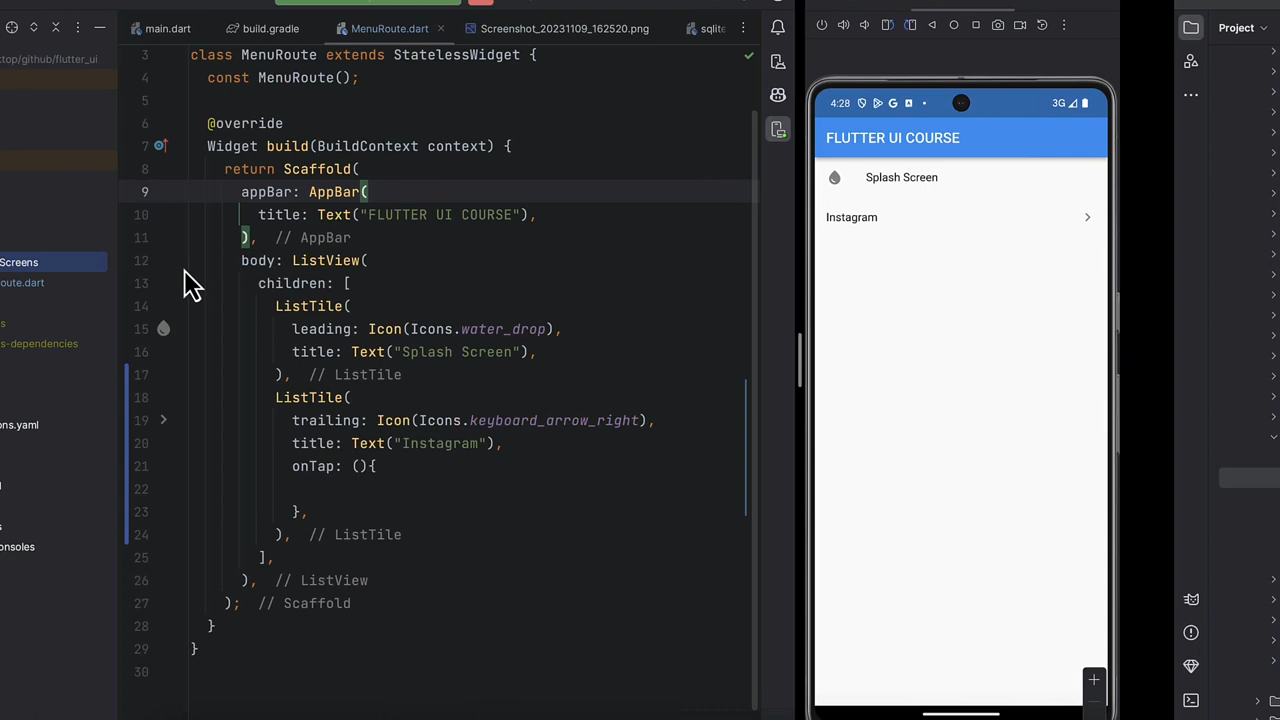 main.dart
build.gradle
MenuRoute.dart
Screenshot_20231109_162520.png
sqlite
top/github/flutter_ui
Screens
oute.dart
s
s-dependencies
ons.yaml
s
onsoles
3 class MenuRoute extends StatelessWidget {
4 const MenuRoute();
5
6 @override
7 Widget build(BuildContext context) {
8 return Scaffold(
9 appBar: AppBar(
10 title: Text("FLUTTER UI COURSE"),
11 ), // AppBar
12 body: ListView(
13 children: [
14 ListTile(
15 leading: Icon(Icons.water_drop),
16 title: Text("Splash Screen"),
17 ), // ListTile
18 ListTile(
19 trailing: Icon(Icons.keyboard_arrow_right),
20 title: Text("Instagram"),
21 onTap: (){
22
23 },
24 ), // ListTile
25 ],
26 ), // ListView
27 ); // Scaffold
28 }
29 }
30
4:28
3G
FLUTTER UI COURSE
Splash Screen
Instagram
Project